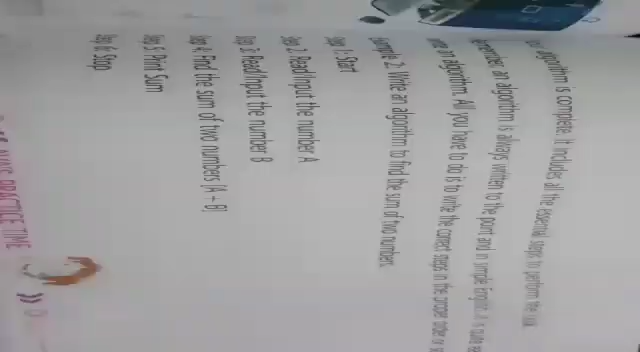 algorithm is complete. It includes all the essential steps to perform the task.
Remember, an algorithm is always written to the point and in simple English. It is quite
write an algorithm. All you have to do is to write the correct steps in the proper order
Example 2: Write an algorithm to find the sum of two numbers.
Step 1: Start
Step 2: Read/Input the number A
Step 3: Read/Input the number B
Step 4: Find the sum of two numbers (A + B)
Step 5: Print Sum
Step 6: Stop
PRACTICE TIME